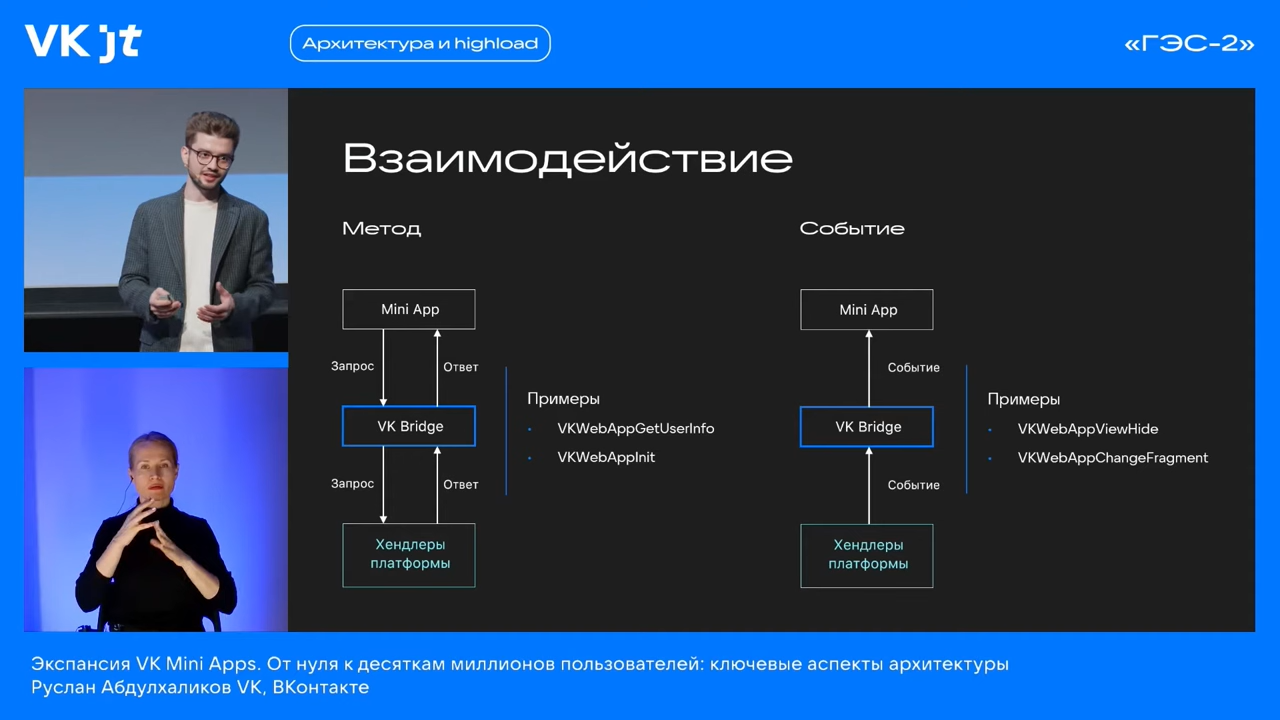 VK jt
Архитектура и highload
«ГЭС-2»
Взаимодействие
Метод
Mini App
Запрос
Ответ
VK Bridge
Запрос
Ответ
Хендлеры
платформы
Примеры
• VKWebAppGetUserInfo
• VKWebAppInit
Событие
Mini App
Событие
VK Bridge
Событие
Хендлеры
платформы
Примеры
• VKWebAppViewHide
• VKWebAppChangeFragment
Экспансия VK Mini Apps. От нуля к десяткам миллионов пользователей: ключевые аспекты архитектуры
Руслан Абдулхаликов VK, ВКонтакте